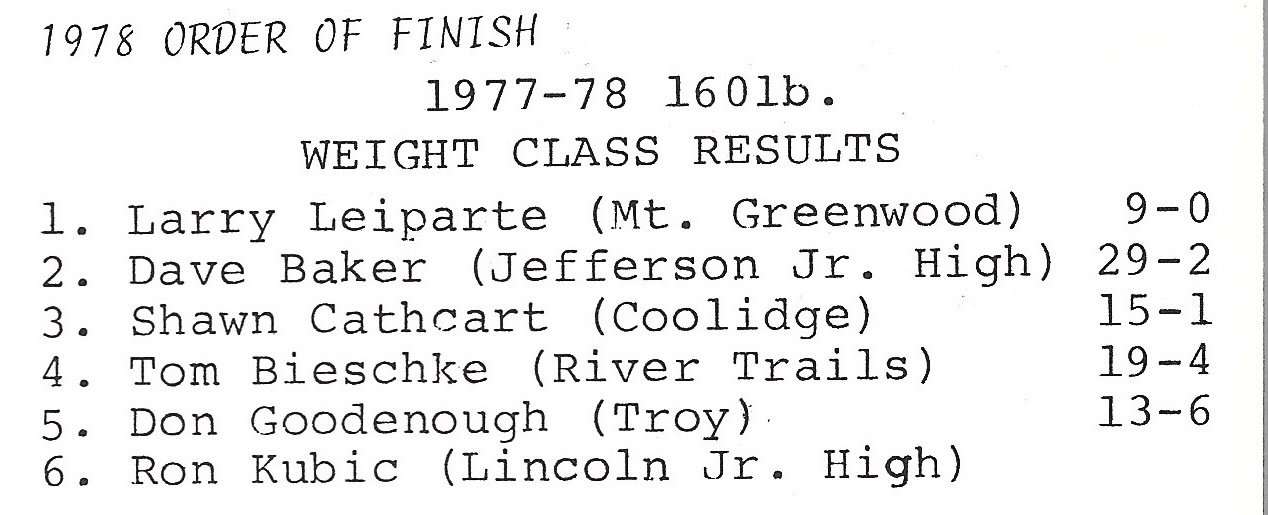 1978 ORDER OF FINISH
1977-78 160lb.
WEIGHT CLASS RESULTS
1. Larry Leiparte (Mt. Greenwood) 9-0
2. Dave Baker (Jefferson Jr. High) 29-2
3. Shawn Cathcart (Coolidge) 15-1
4. Tom Bieschke (River Trails) 19-4
5. Don Goodenough (Troy) 13-6
6. Ron Kubic (Lincoln Jr. High)